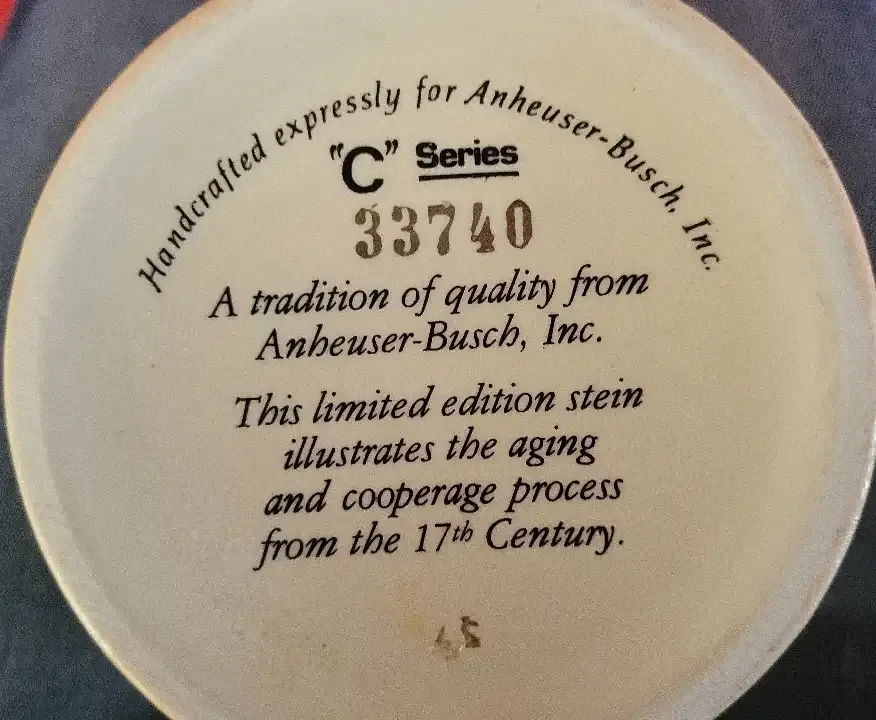 Handcrafted expressly for Anheuser-Busch, Inc.
"C" Series
33740
A tradition of quality from
Anheuser-Busch, Inc.
This limited edition stein
illustrates the aging
and cooperage process
from the 17th Century.